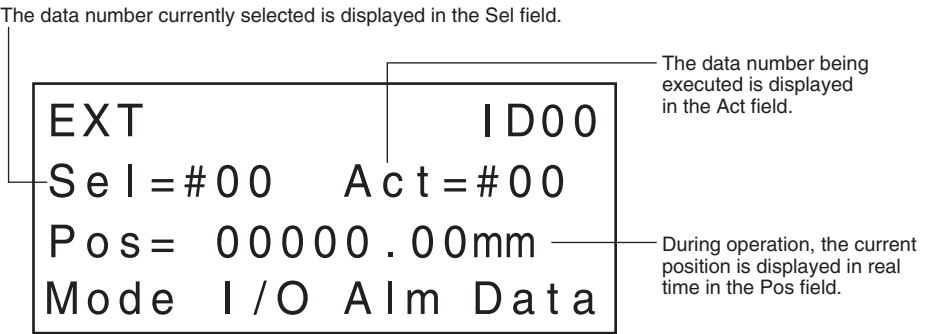 The data number currently selected is displayed in the Sel field.
The data number being
executed is displayed
in the Act field.
EXT ID00
Sel=#00 Act=#00
Pos= 00000.00mm
Mode I/O Alm Data
During operation, the current
position is displayed in real
time in the Pos field.